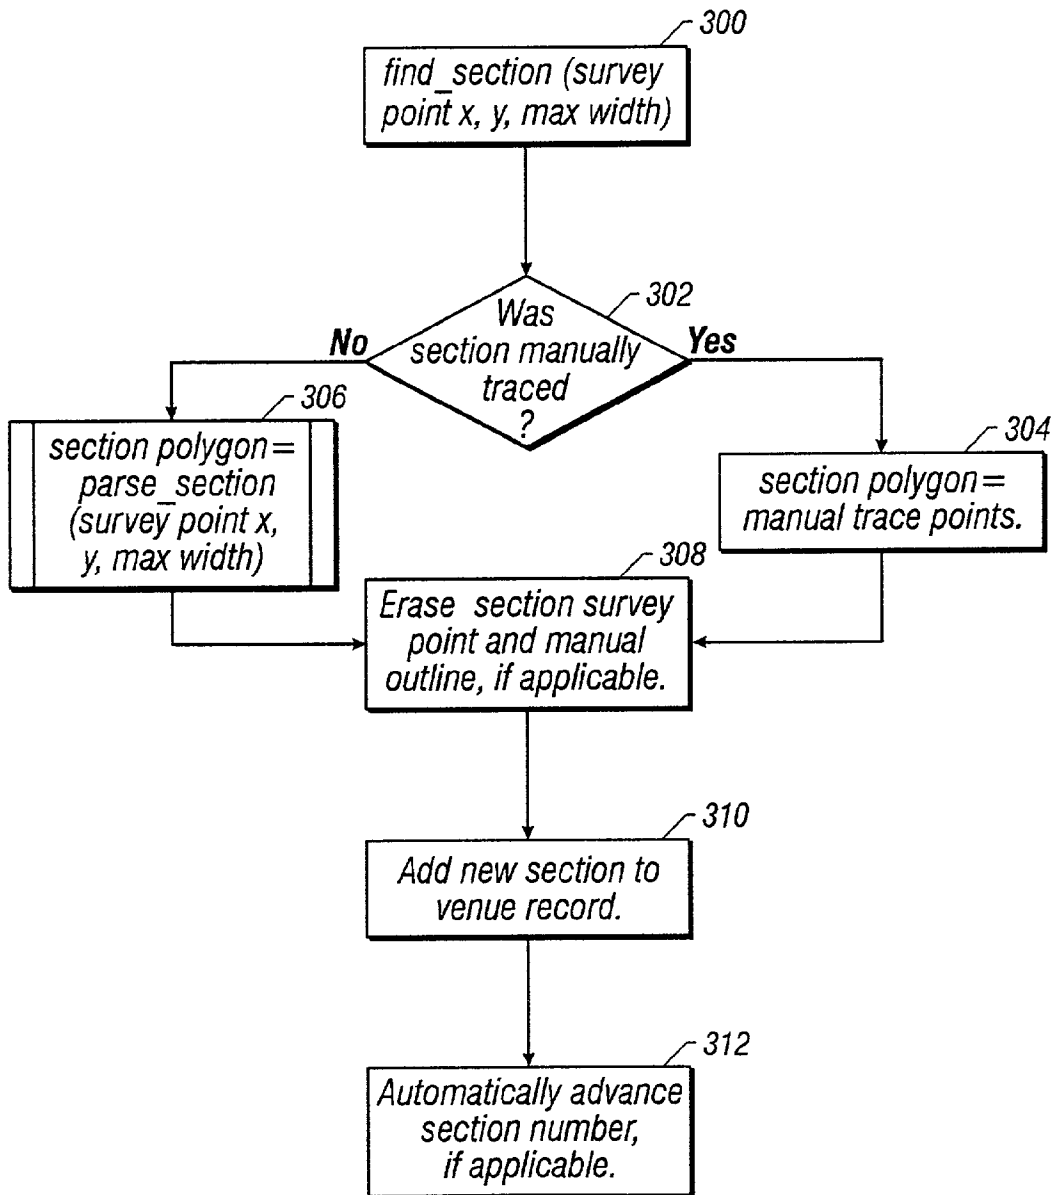 300
find_section (survey
point x, y, max width)
302
Was
section manually
traced
?
No
Yes
306
section polygon=
parse_section
(survey point x,
y, max width)
304
section polygon=
manual trace points.
308
Erase section survey
point and manual
outline, if applicable.
310
Add new section to
venue record.
312
Automatically advance
section number,
if applicable.